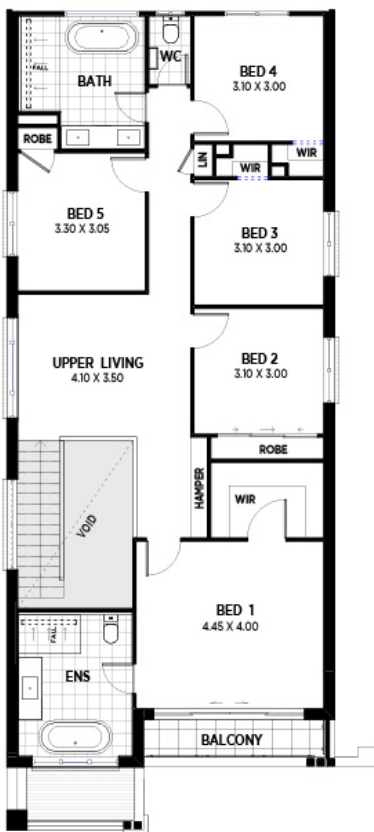 FALL
BATH
WC
BED 4
3.10 X 3.00
ROBE
LIN
WIR
WIR
BED 5
3.30 X 3.05
BED 3
3.10 X 3.00
UPPER LIVING
4.10 X 3.50
BED 2
3.10 X 3.00
ROBE
HAMPER
WIR
VOID
BED 1
4.45 X 4.00
FALL
ENS
BALCONY